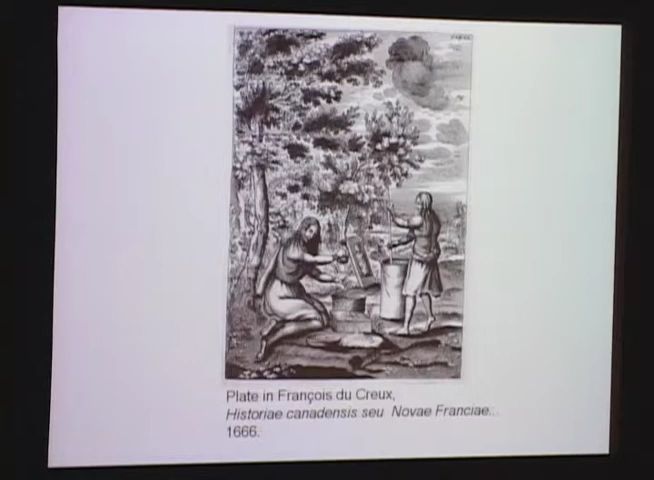 Plate in François du Creux,
Historiae canadensis seu Novae Franciae...
1666.